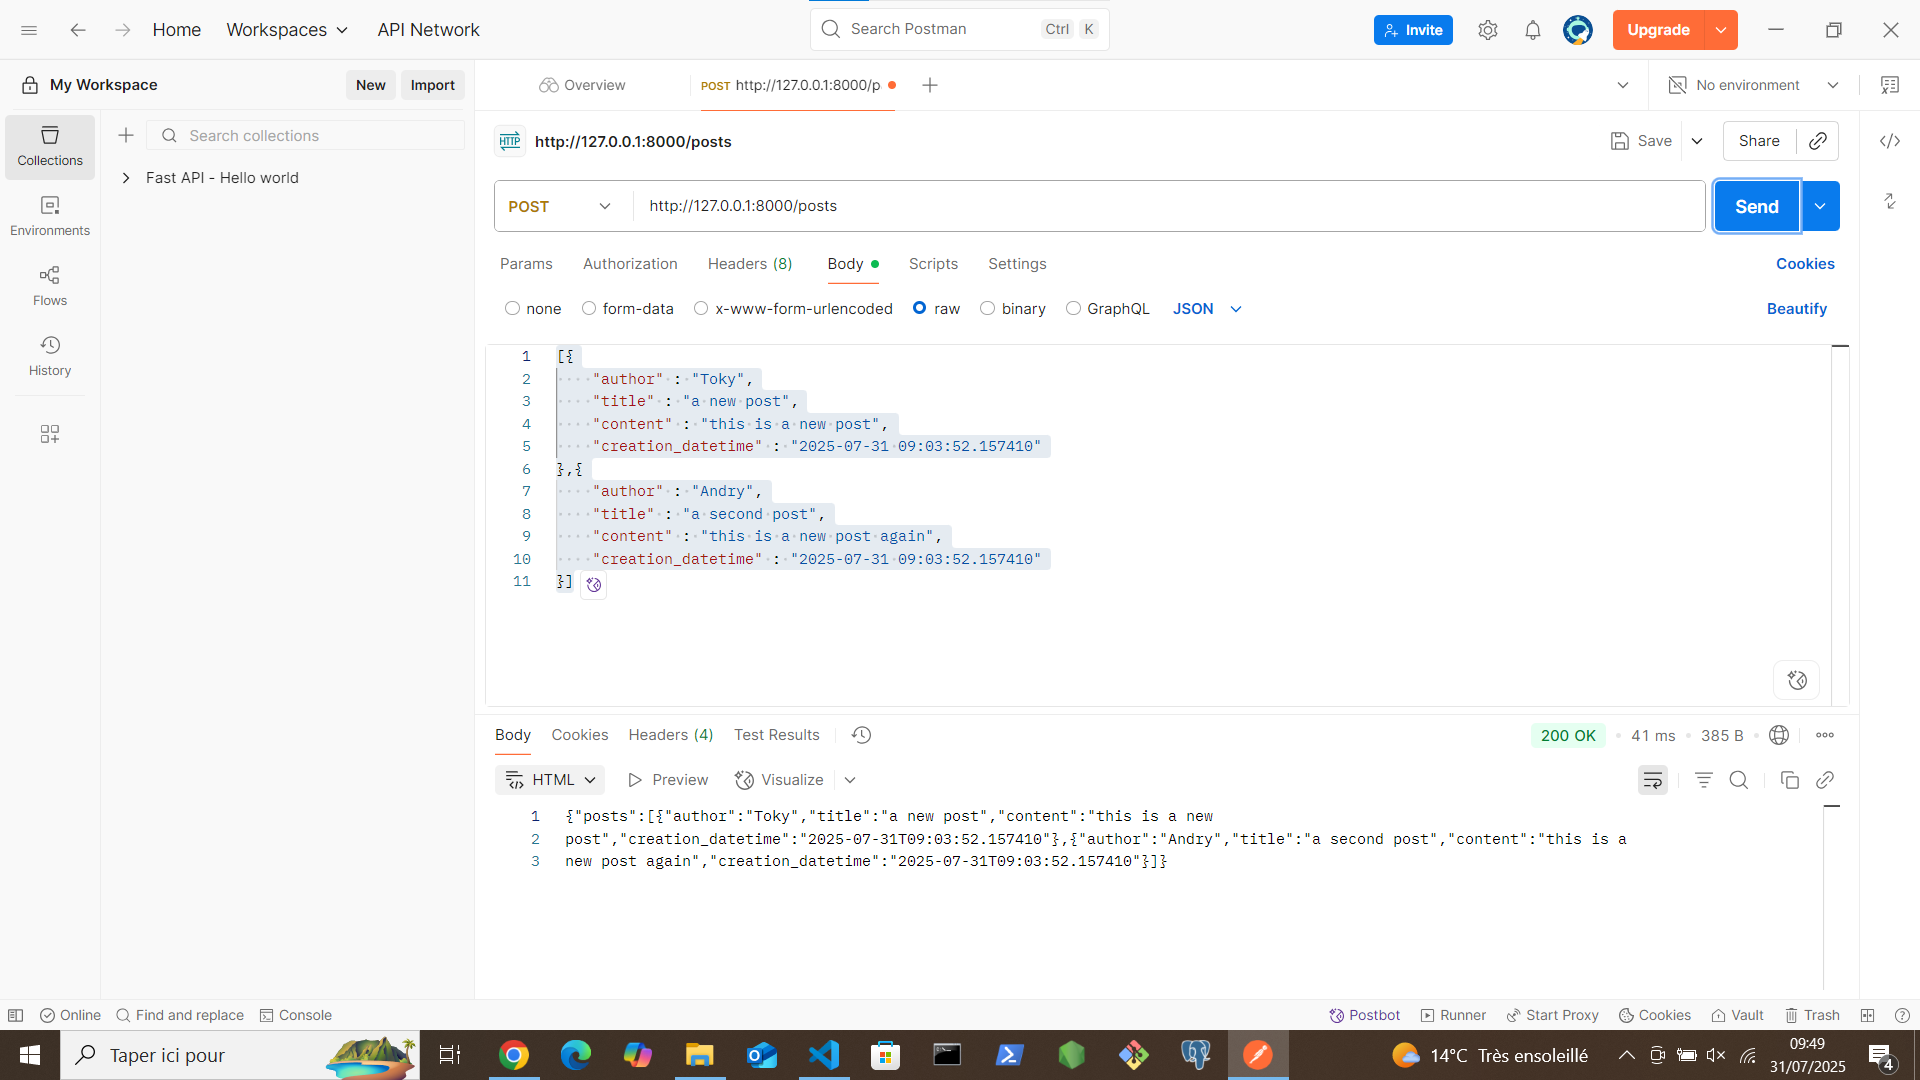 Home
Workspaces
API Network
Search Postman
Ctrl K
Invite
Upgrade
My Workspace
New
Import
Overview
POST http://127.0.0.1:8000/p
No environment
Collections
Search collections
HTTP http://127.0.0.1:8000/posts
Save
Share
Fast API - Hello world
Environments
POST
http://127.0.0.1:8000/posts
Send
Params
Authorization
Headers (8)
Body
Scripts
Settings
Cookies
Flows
none
form-data
x-www-form-urlencoded
raw
binary
GraphQL
JSON
Beautify
History
1 [{
2 "author" : "Toky",
3 "title" : "a new post",
4 "content" : "this is a new post",
5 "creation_datetime" : "2025-07-31 09:03:52.157410"
6 },{
7 "author" : "Andry",
8 "title" : "a second post",
9 "content" : "this is a new post again",
10 "creation_datetime" : "2025-07-31 09:03:52.157410"
11 }]
Body
Cookies
Headers (4)
Test Results
200 OK
41 ms
385 B
HTML
Preview
Visualize
1 {"posts":[{"author":"Toky","title":"a new post","content":"this is a new
2 post","creation_datetime":"2025-07-31T09:03:52.157410"},{"author":"Andry","title":"a second post","content":"this is a
3 new post again","creation_datetime":"2025-07-31T09:03:52.157410"}]}
Online
Find and replace
Console
Postbot
Runner
Start Proxy
Cookies
Vault
Trash
Taper ici pour
14°C Très ensoleillé
09:49
31/07/2025
4